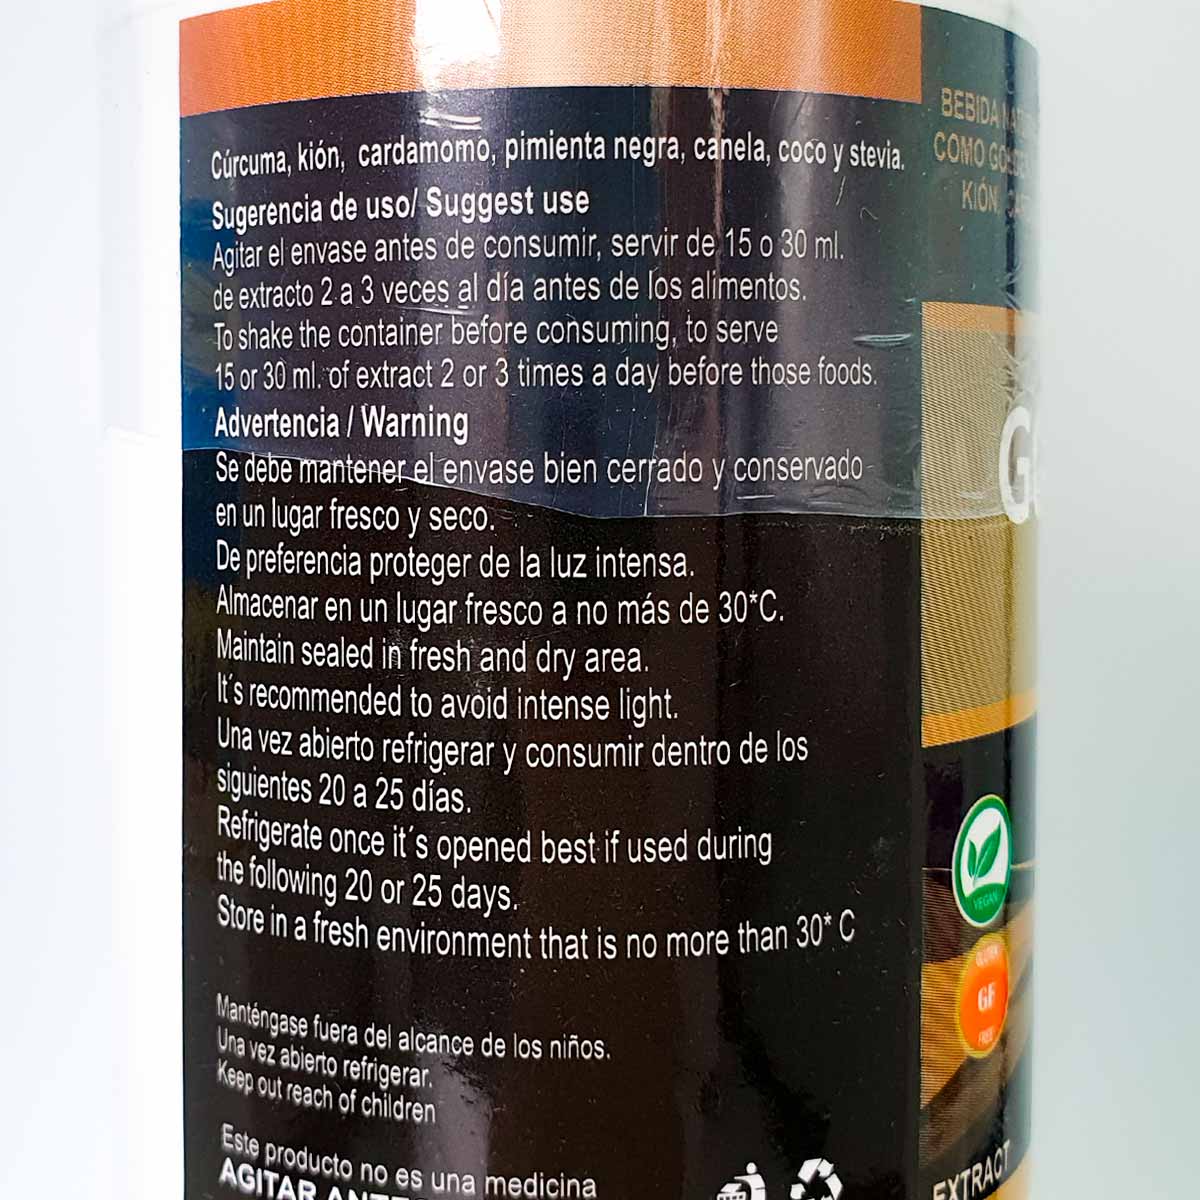 Cúrcuma, kión, cardamomo, pimienta negra, canela, coco y stevia.
Sugerencia de uso/ Suggest use
Agitar el envase antes de consumir, servir de 15 o 30 ml.
de extracto 2 a 3 veces al día antes de los alimentos.
To shake the container before consuming, to serve
15 or 30 ml. of extract 2 or 3 times a day before those foods.
Advertencia / Warning
Se debe mantener el envase bien cerrado y conservado
en un lugar fresco y seco.
De preferencia proteger de la luz intensa.
Almacenar en un lugar fresco a no más de 30*C.
Maintain sealed in fresh and dry area.
It´s recommended to avoid intense light.
Una vez abierto refrigerar y consumir dentro de los
siguientes 20 a 25 días.
Refrigerate once it´s opened best if used during
the following 20 or 25 days.
Store in a fresh environment that is no more than 30* C
Manténgase fuera del alcance de los niños.
Una vez abierto refrigerar.
Keep out reach of children
Este producto no es una medicina
AGITAR
BEBIDA
COMO
KIÓN,
VEGAN
GLUTEN
GF
FREE
EXTRACT